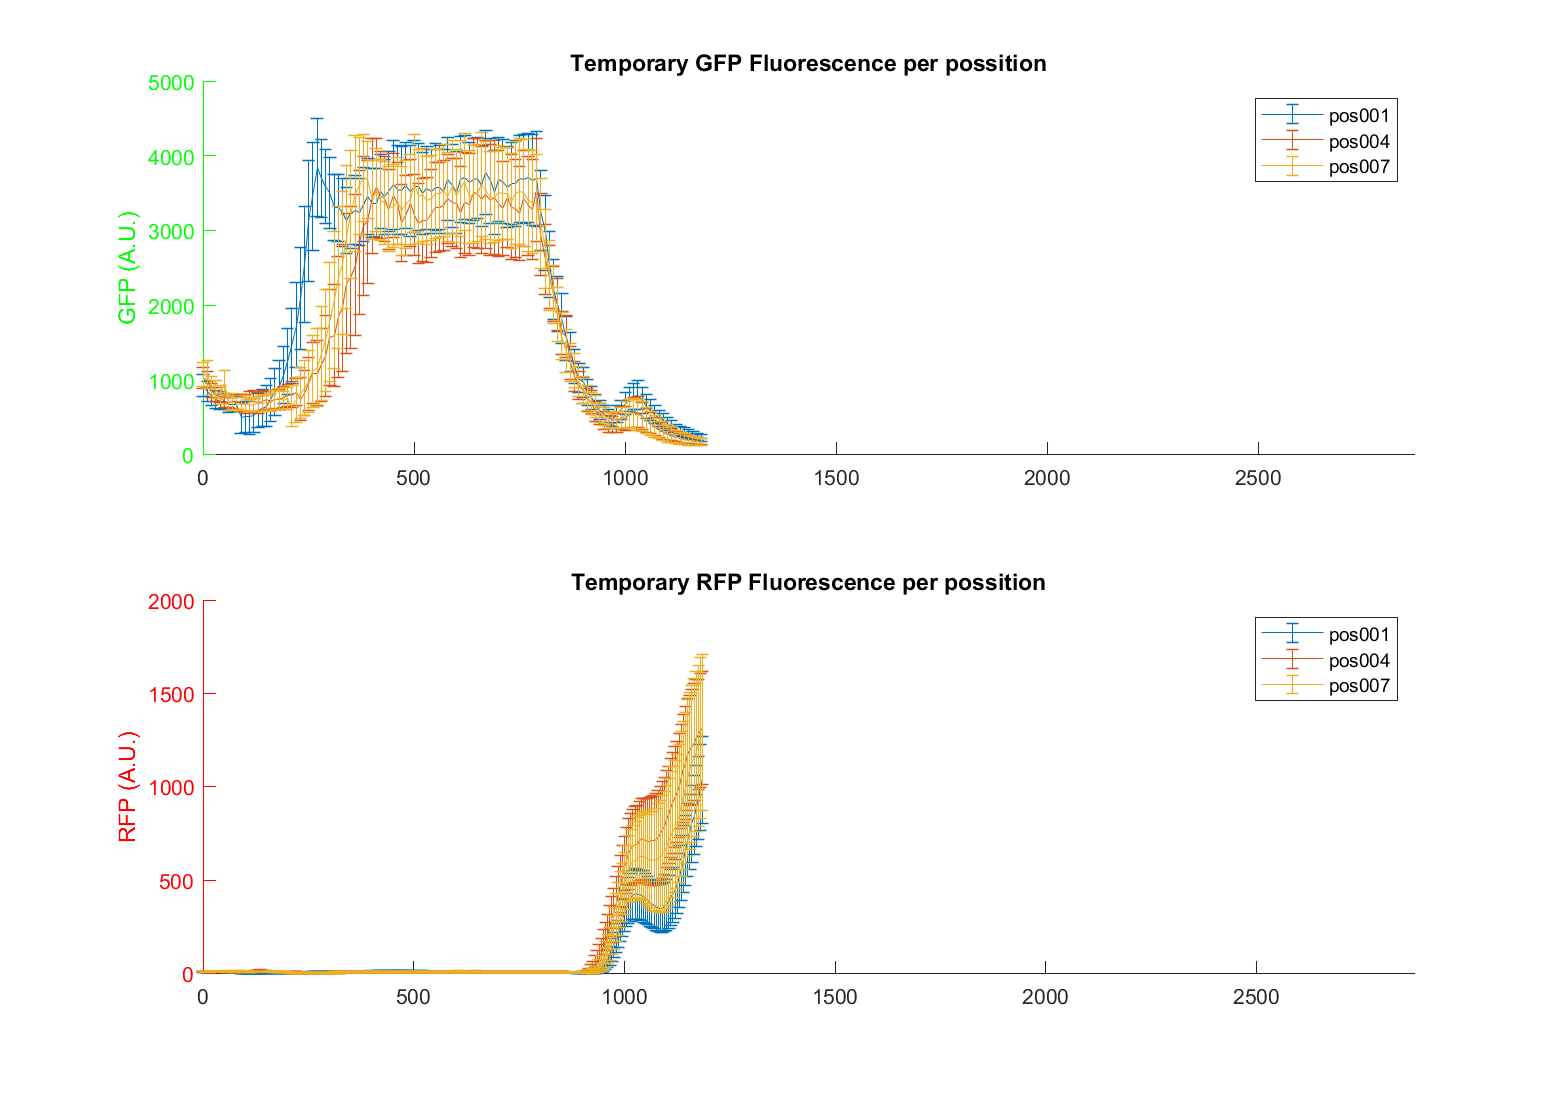 Temporary GFP Fluorescence per possition
5000
4000
3000
2000
1000
0
GFP (A.U.)
0 500 1000 1500 2000 2500
pos001
pos004
pos007
Temporary RFP Fluorescence per possition
2000
1500
1000
500
0
RFP (A.U.)
0 500 1000 1500 2000 2500
pos001
pos004
pos007